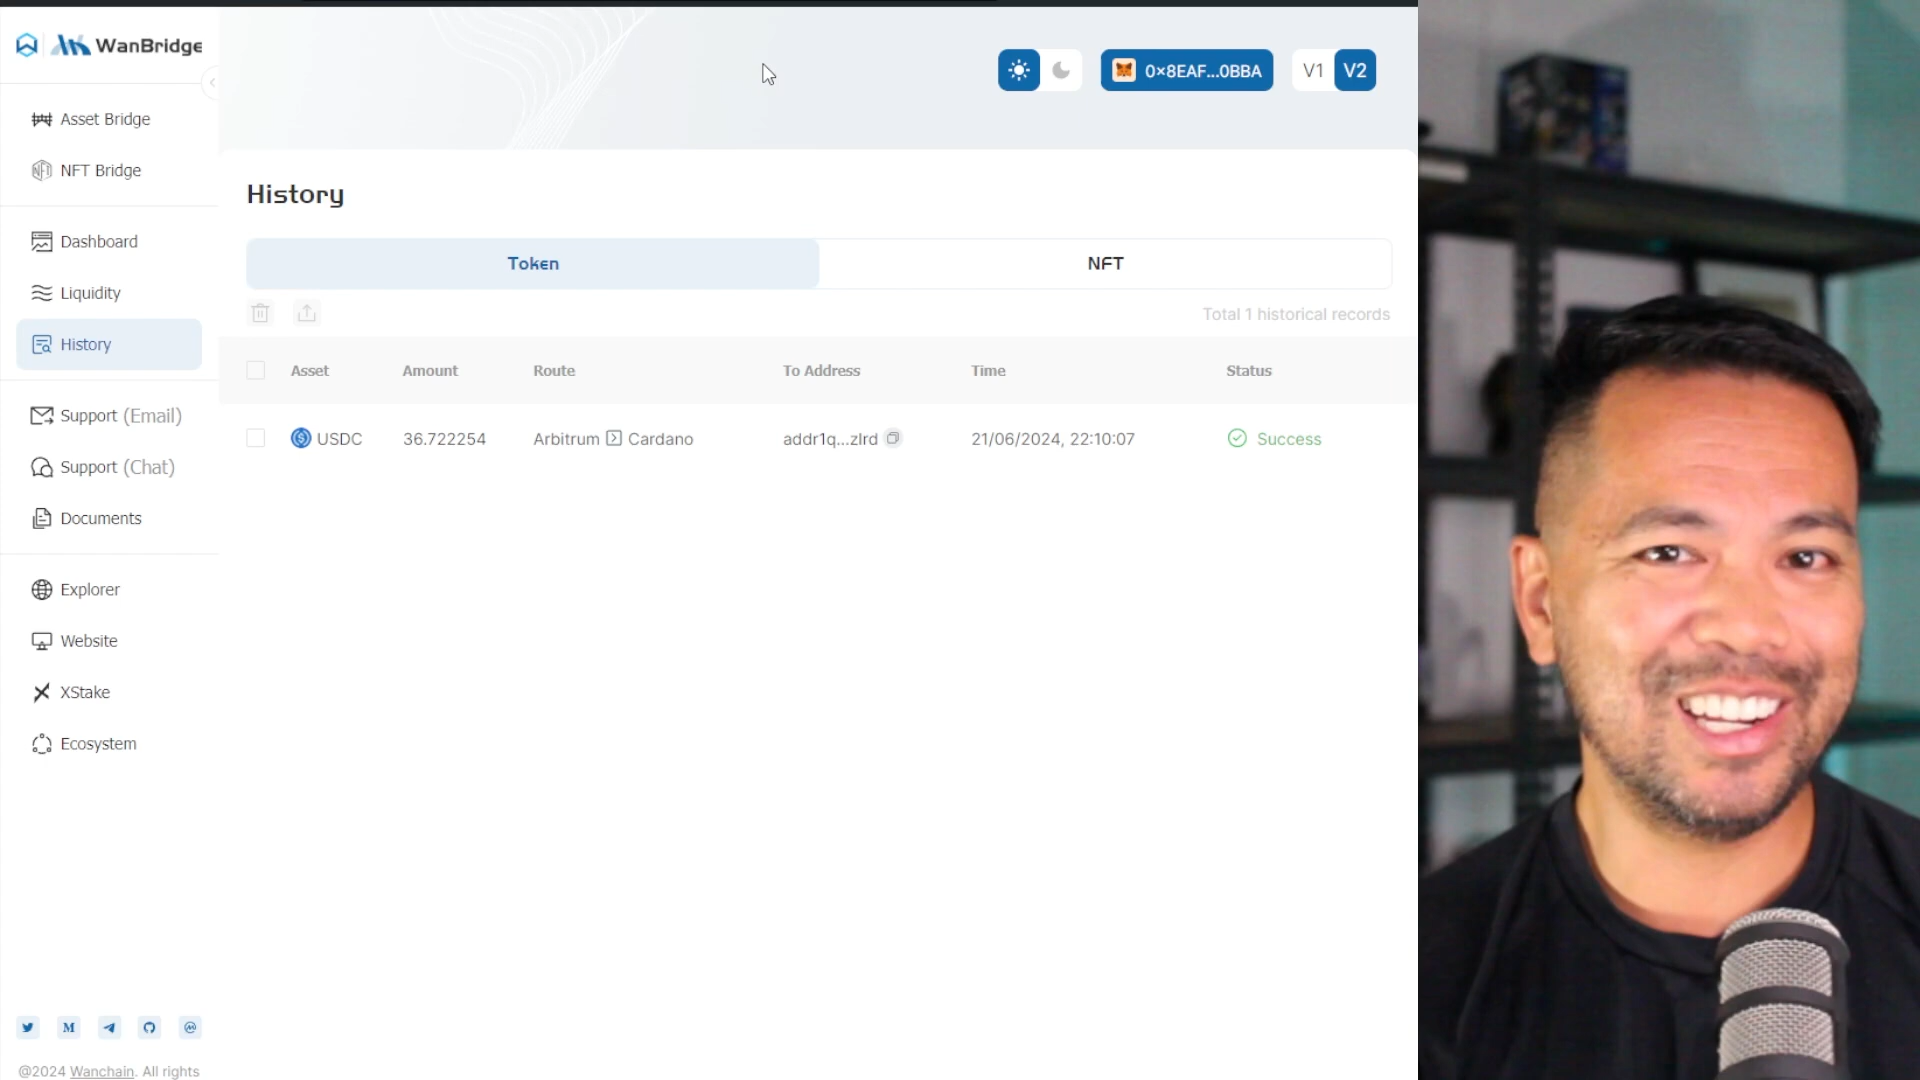 WanBridge
0×8EAF...0BBA
V1
V2
Asset Bridge
NFT Bridge
Dashboard
Liquidity
History
Support (Email)
Support (Chat)
Documents
Explorer
Website
XStake
Ecosystem
@2024 Wanchain. All rights
History
Token
NFT
Total 1 historical records
Asset Amount Route To Address Time Status
USDC 36.722254 Arbitrum Cardano addr1q...zlrd 21/06/2024, 22:10:07 Success